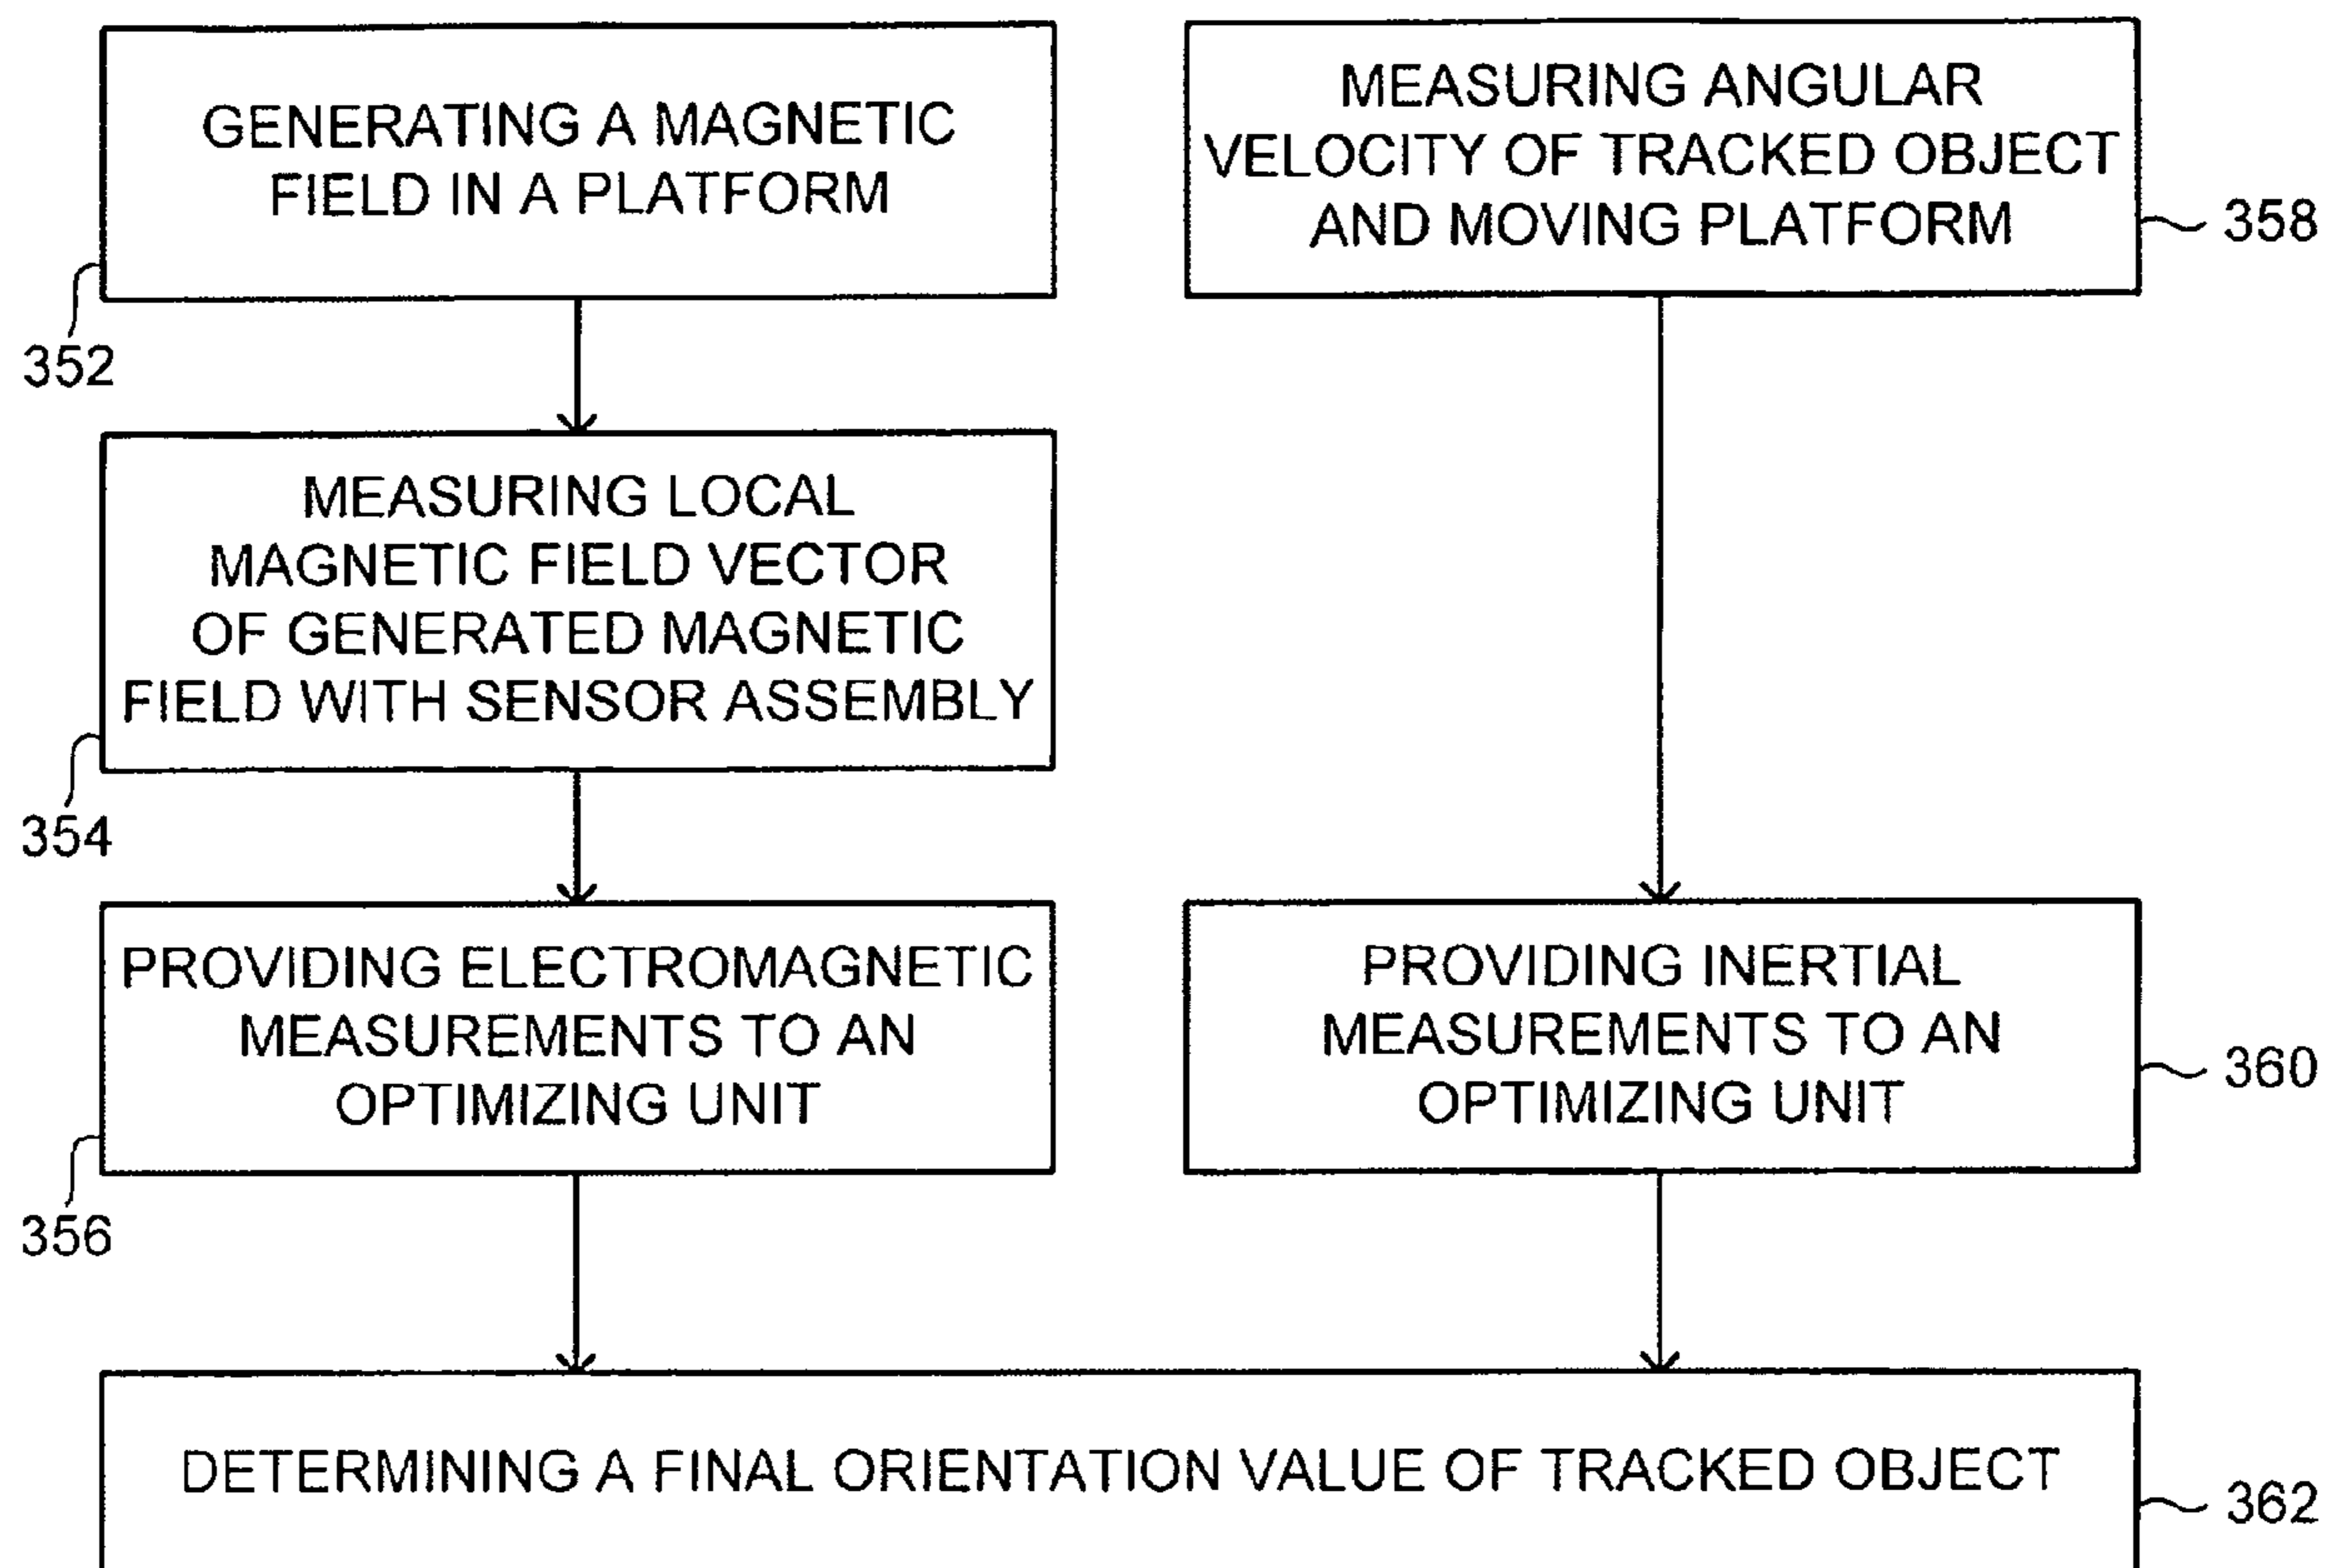 GENERATING A MAGNETIC
FIELD IN A PLATFORM
352
MEASURING LOCAL
MAGNETIC FIELD VECTOR
OF GENERATED MAGNETIC
FIELD WITH SENSOR ASSEMBLY
354
PROVIDING ELECTROMAGNETIC
MEASUREMENTS TO AN
OPTIMIZING UNIT
356
MEASURING ANGULAR
VELOCITY OF TRACKED OBJECT
AND MOVING PLATFORM
358
PROVIDING INERTIAL
MEASUREMENTS TO AN
OPTIMIZING UNIT
360
DETERMINING A FINAL ORIENTATION VALUE OF TRACKED OBJECT
362